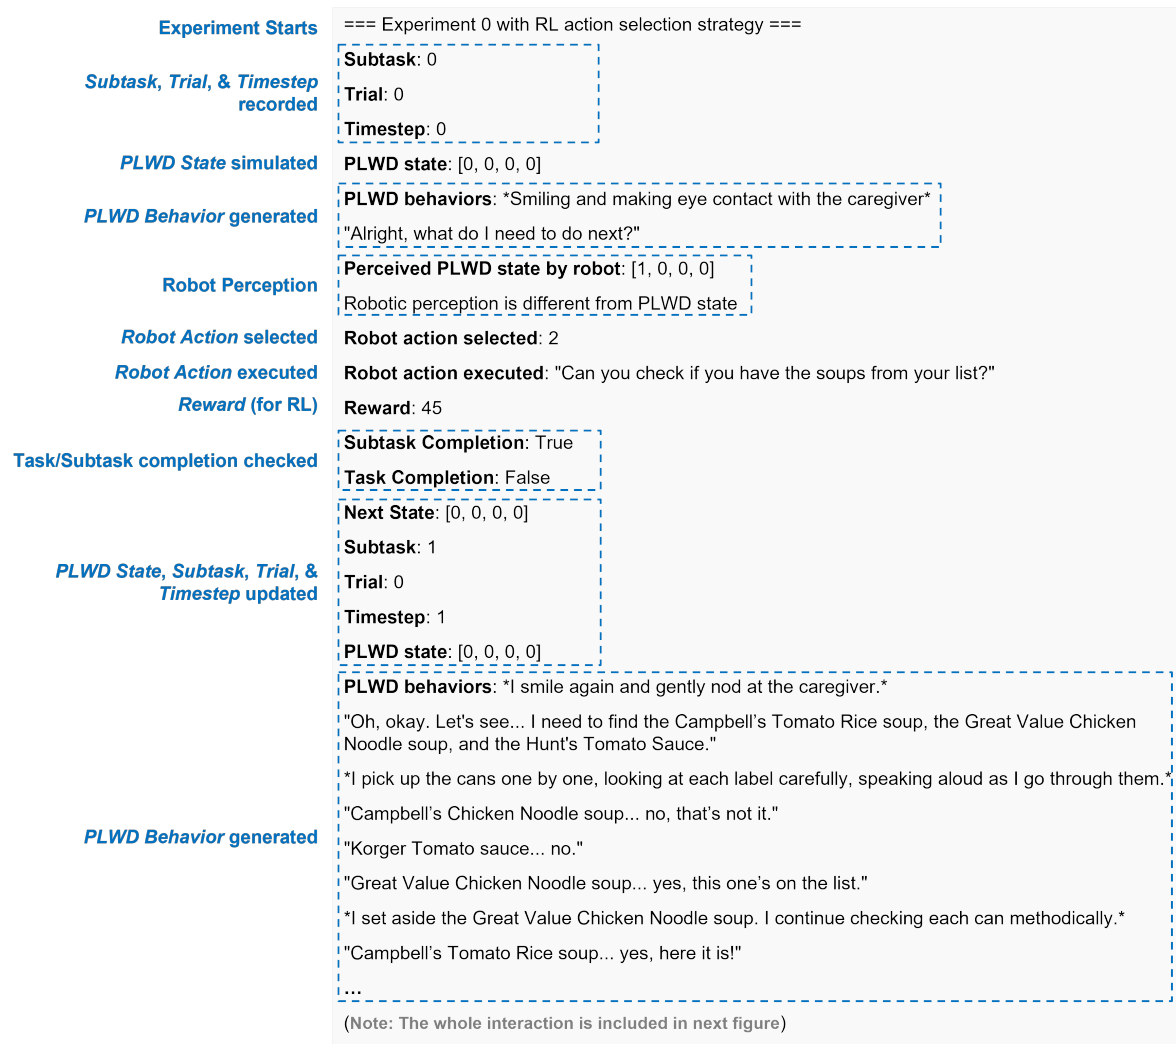 Experiment Starts
=== Experiment 0 with RL action selection strategy ===
Subtask, Trial, & Timestep
recorded
Subtask: 0
Trial: 0
Timestep: 0
PLWD State simulated
PLWD state: [0, 0, 0, 0]
PLWD Behavior generated
PLWD behaviors: *Smiling and making eye contact with the caregiver*
"Alright, what do I need to do next?"
Robot Perception
Perceived PLWD state by robot: [1, 0, 0, 0]
Robotic perception is different from PLWD state
Robot Action selected
Robot action selected: 2
Robot Action executed
Robot action executed: "Can you check if you have the soups from your list?"
Reward (for RL)
Reward: 45
Task/Subtask completion checked
Subtask Completion: True
Task Completion: False
PLWD State, Subtask, Trial, &
Timestep updated
Next State: [0, 0, 0, 0]
Subtask: 1
Trial: 0
Timestep: 1
PLWD state: [0, 0, 0, 0]
PLWD Behavior generated
PLWD behaviors: *I smile again and gently nod at the caregiver.*
"Oh, okay. Let's see... I need to find the Campbell’s Tomato Rice soup, the Great Value Chicken
Noodle soup, and the Hunt's Tomato Sauce."
*I pick up the cans one by one, looking at each label carefully, speaking aloud as I go through them.*
"Campbell’s Chicken Noodle soup... no, that’s not it."
"Korger Tomato sauce... no."
"Great Value Chicken Noodle soup... yes, this one’s on the list."
*I set aside the Great Value Chicken Noodle soup. I continue checking each can methodically.*
"Campbell’s Tomato Rice soup... yes, here it is!"
...
(Note: The whole interaction is included in next figure)